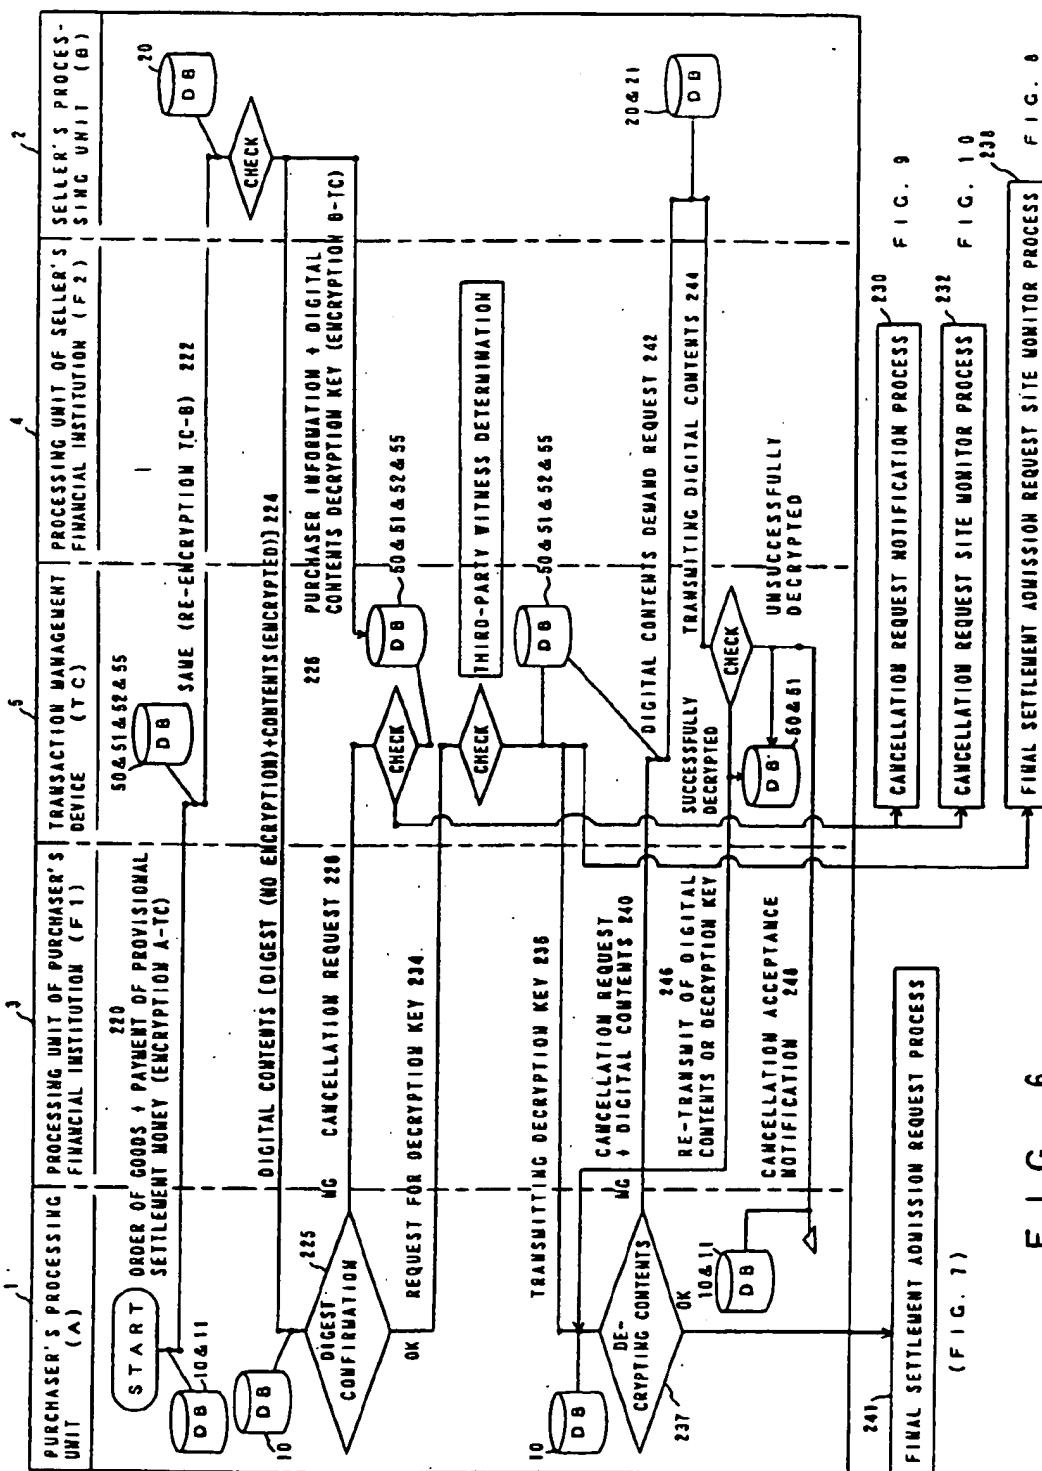 1
PURCHASER'S PROCESSING
UNIT (A)
3
PROCESSING UNIT OF PURCHASER'S
FINANCIAL INSTITUTION (F1)
5
TRANSACTION MANAGEMENT
DEVICE (TC)
4
PROCESSING UNIT OF SELLER'S
FINANCIAL INSTITUTION (F2)
2
SELLER'S PROCES-
SING UNIT (B)
START
220
ORDER OF GOODS + PAYMENT OF PROVISIONAL
SETTLEMENT MONEY (ENCRYPTION A-TC)
50&51&52&55
DB
SAME (RE-ENCRYPTION TC-B) 222
DB
20
DB
10&11
CHECK
DIGITAL CONTENTS [DIGEST (NO ENCRYPTION)+CONTENTS(ENCRYPTED)] 224
DB
10
225
DIGEST
CONFIRMATION
226
PURCHASER INFORMATION + DIGITAL
CONTENTS DECRYPTION KEY (ENCRYPTION B-TC)
NG
CANCELLATION REQUEST 228
CHECK
DB
50&51&52&55
OK
REQUEST FOR DECRYPTION KEY 234
CHECK
THIRD-PARTY WITNESS DETERMINATION
DB
50&51&52&55
TRANSMITTING DECRYPTION KEY 236
10
DB
DE-
CRYPTING CONTENTS
237
CANCELLATION REQUEST
NG + DIGITAL CONTENTS 240
DIGITAL CONTENTS DEMAND REQUEST 242
20&21
DB
OK
246
RE-TRANSMIT OF DIGITAL
CONTENTS OR DECRYPTION KEY
SUCCESSFULLY
DECRYPTED
TRANSMITING DIGITAL CONTENTS 244
CHECK
10&11
DB
CANCELLATION ACCEPTANCE
NOTIFICATION 248
DB
50&51
UNSUCCESSFULLY
DECRYPTED
241
FINAL SETTLEMENT ADMISSION REQUEST PROCESS
(FIG. 7)
230
CANCELLATION REQUEST NOTIFICATION PROCESS
FIG. 9
232
CANCELLATION REQUEST SITE MONITOR PROCESS
FIG. 10
238
FINAL SETTLEMENT ADMISSION REQUEST SITE MONITOR PROCESS
FIG. 8
FIG. 6